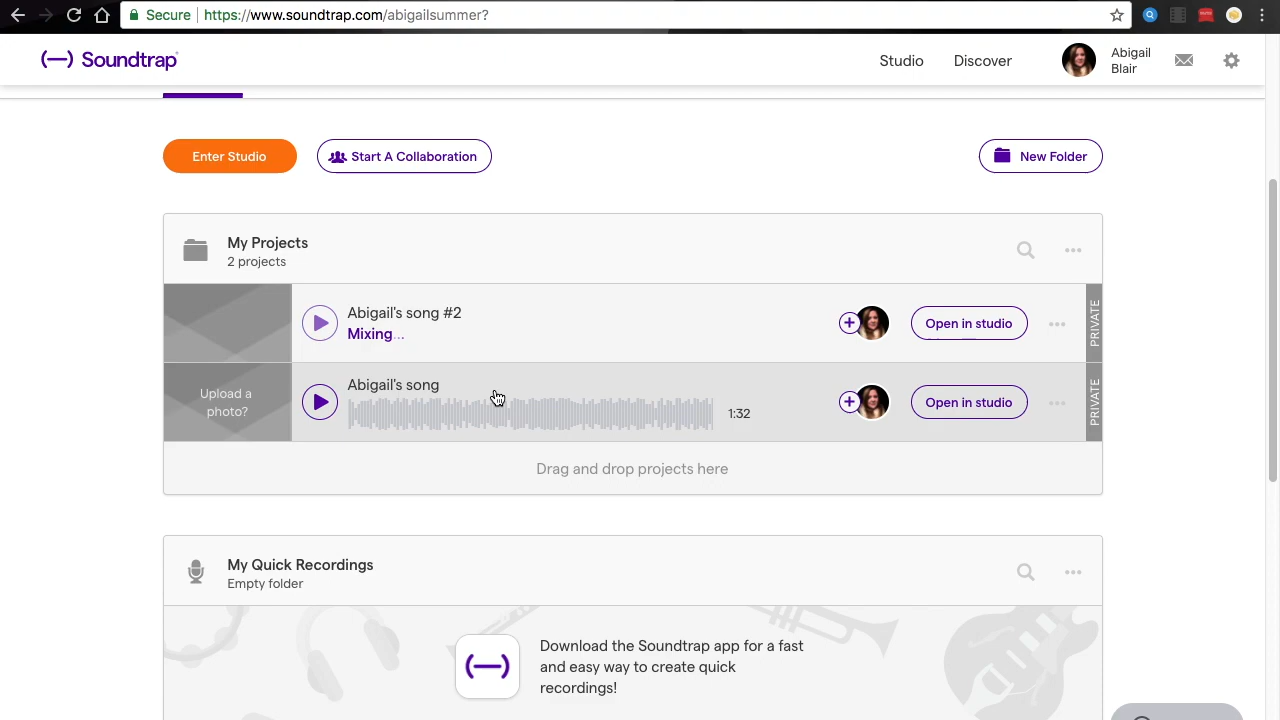 Secure https://www.soundtrap.com/abigailsummer?
(—) Soundtrap
Studio
Discover
Abigail
Blair
Enter Studio
Start A Collaboration
New Folder
My Projects
2 projects
Abigail's song #2
Mixing...
Open in studio
PRIVATE
Upload a
photo?
Abigail's song
1:32
Open in studio
PRIVATE
Drag and drop projects here
My Quick Recordings
Empty folder
(—)
Download the Soundtrap app for a fast
and easy way to create quick
recordings!